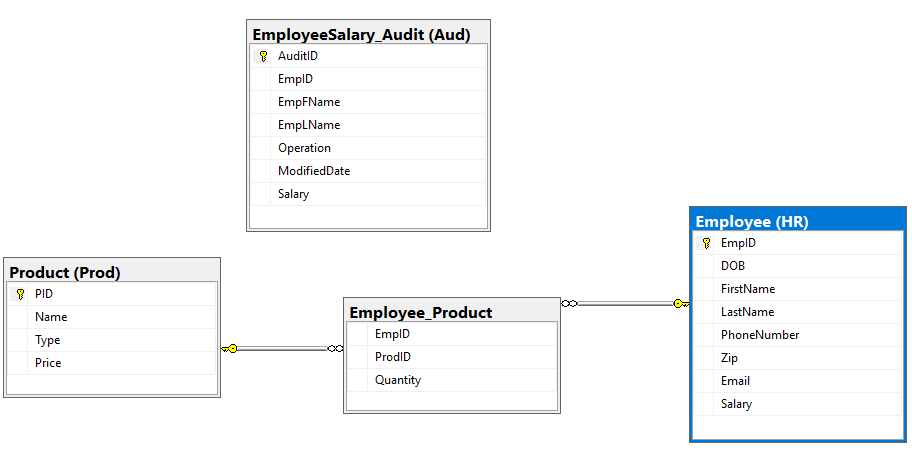 EmployeeSalary_Audit (Aud)
AuditID
EmpID
EmpFName
EmpLName
Operation
ModifiedDate
Salary
Product (Prod)
PID
Name
Type
Price
Employee_Product
EmpID
ProdID
Quantity
Employee (HR)
EmpID
DOB
FirstName
LastName
PhoneNumber
Zip
Email
Salary